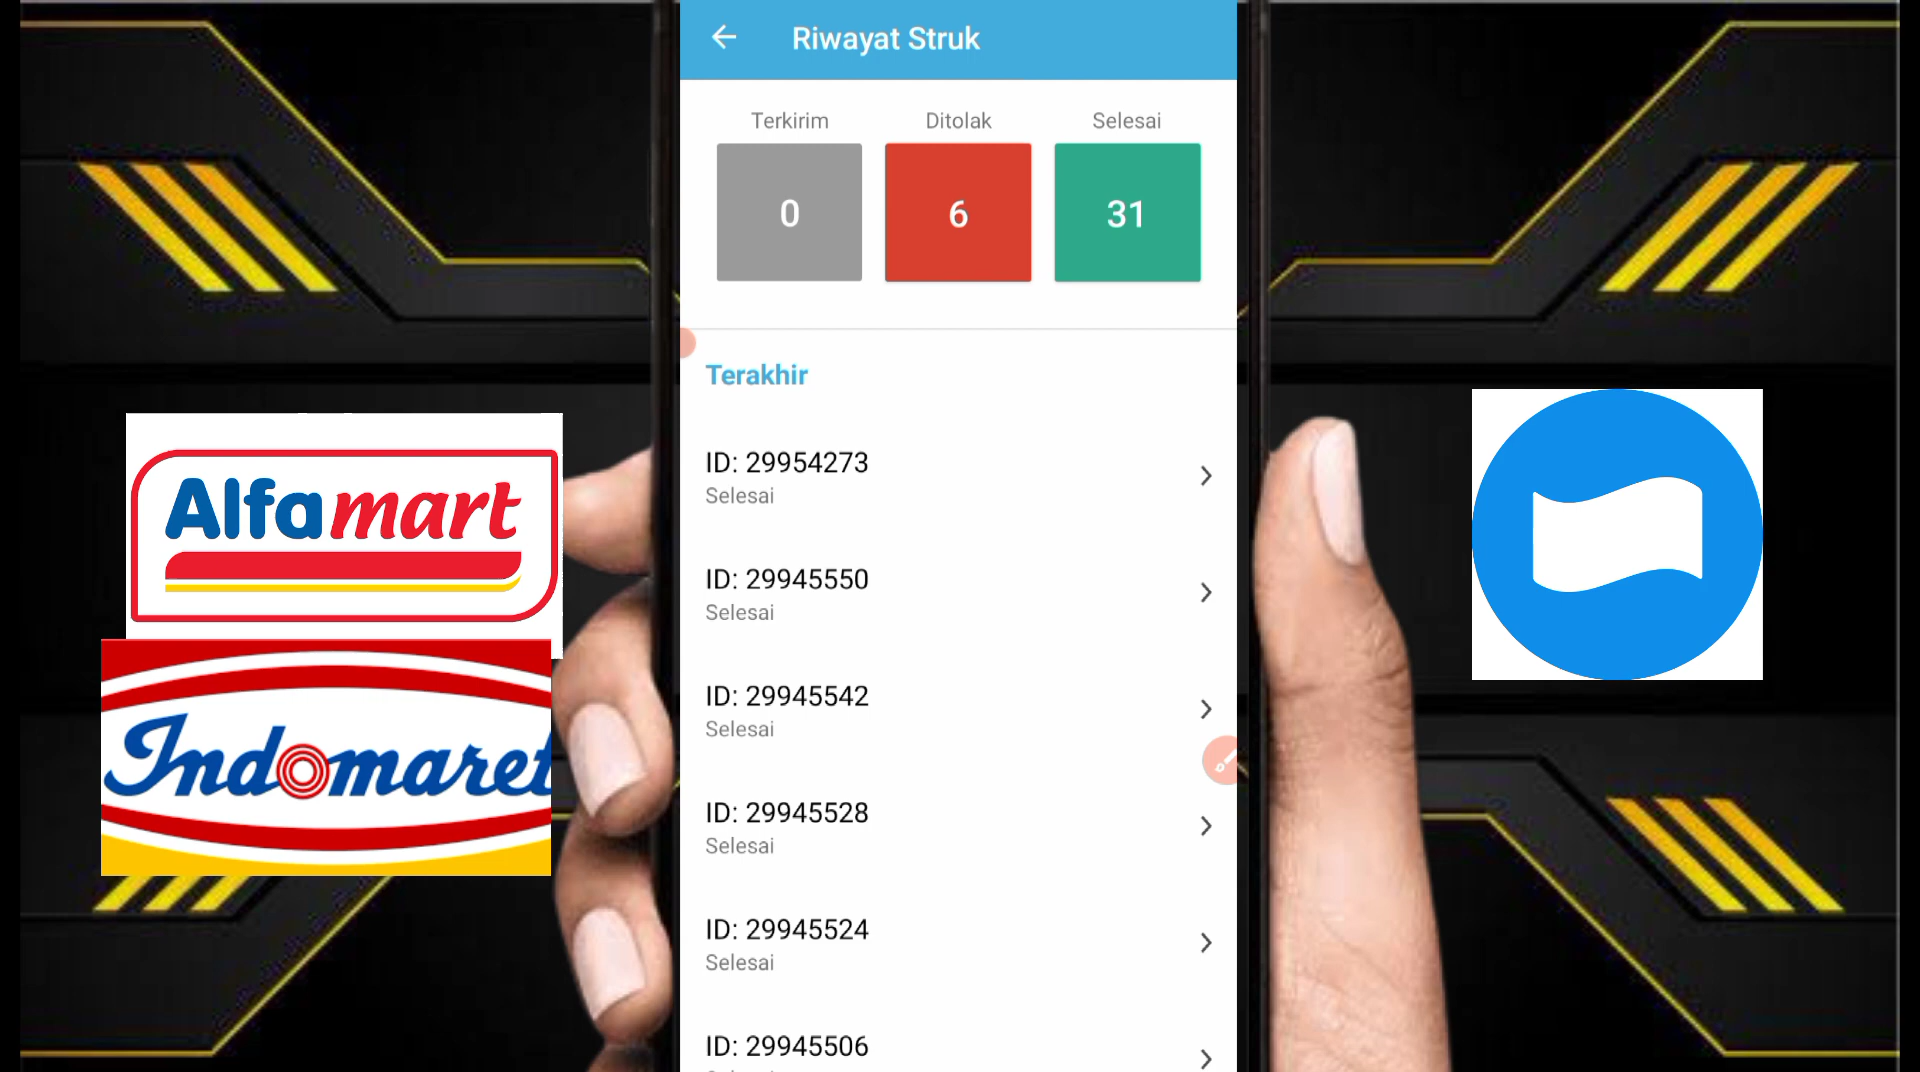 Riwayat Struk
Terkirim
Ditolak
Selesai
0
6
31
Terakhir
ID: 29954273
Selesai
ID: 29945550
Selesai
ID: 29945542
Selesai
ID: 29945528
Selesai
ID: 29945524
Selesai
ID: 29945506
Alfamart
Indomaret